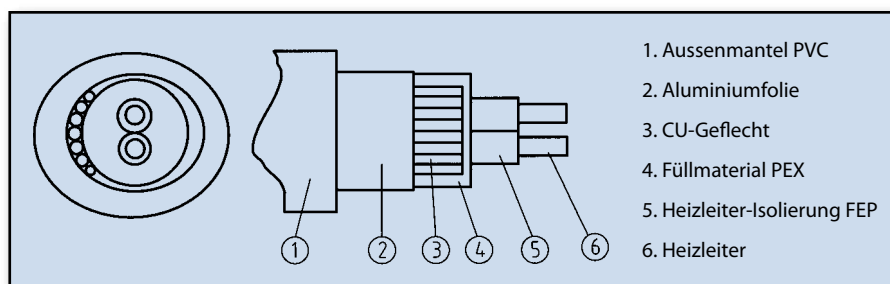 1. Aussenmantel PVC
2. Aluminiumfolie
3. CU-Geflecht
4. Füllmaterial PEX
5. Heizleiter-Isolierung FEP
6. Heizleiter
1 2 3 4 5 6